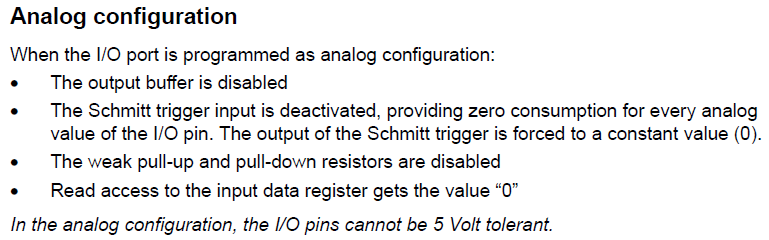 Analog configuration
When the I/O port is programmed as analog configuration:
• The output buffer is disabled
• The Schmitt trigger input is deactivated, providing zero consumption for every analog
value of the I/O pin. The output of the Schmitt trigger is forced to a constant value (0).
• The weak pull-up and pull-down resistors are disabled
• Read access to the input data register gets the value “0”
In the analog configuration, the I/O pins cannot be 5 Volt tolerant.